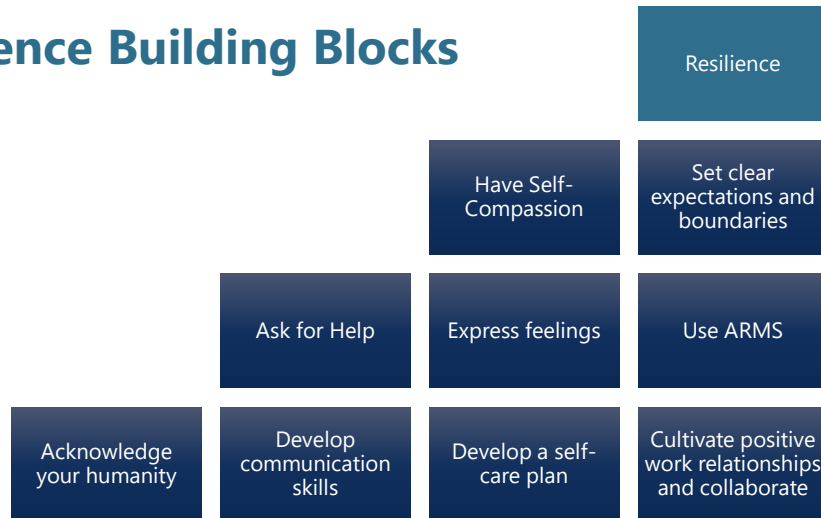 ence Building Blocks
Resilience
Have Self-
Compassion
Set clear
expectations and
boundaries
Ask for Help
Express feelings
Use ARMS
Acknowledge
your humanity
Develop
communication
skills
Develop a self-
care plan
Cultivate positive
work relationships
and collaborate